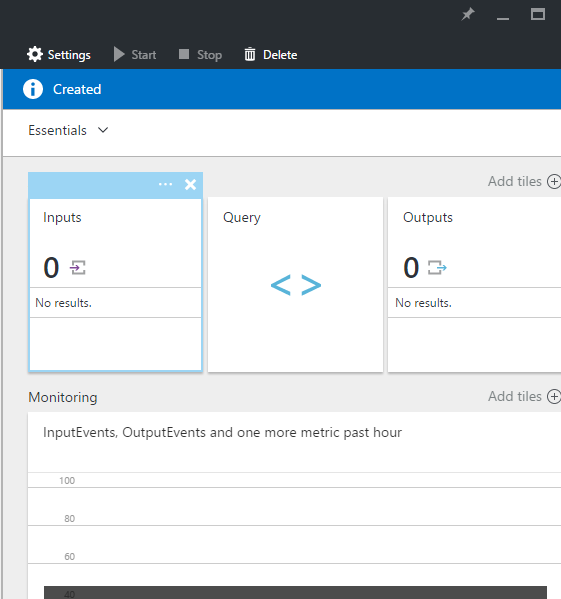 Settings Start Stop Delete
Created
Essentials
Add tiles
Inputs
0
No results.
Query
< >
Outputs
0
No results.
Monitoring
Add tiles
InputEvents, OutputEvents and one more metric past hour
100
80
60
40